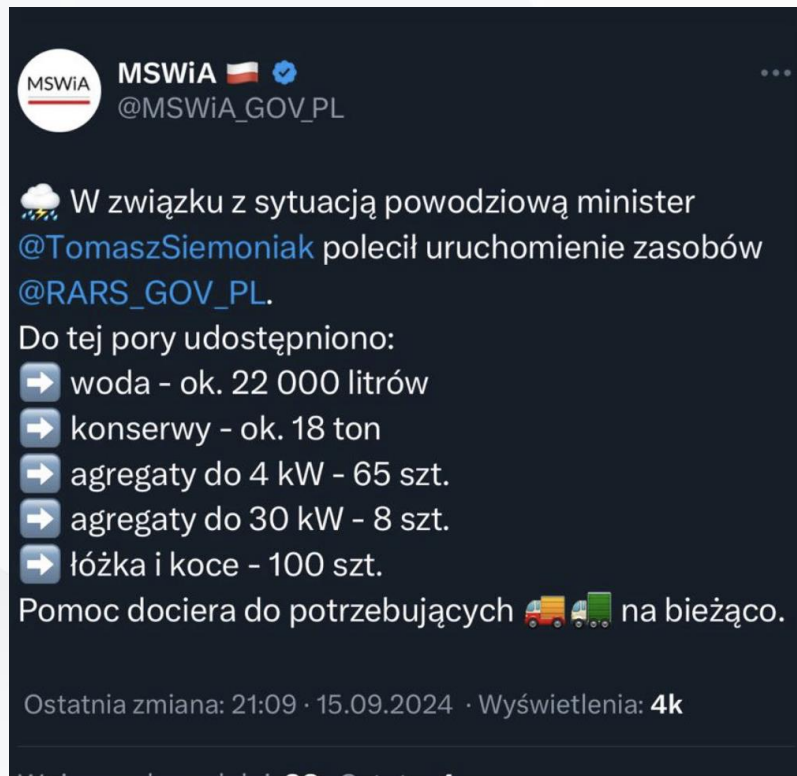 MSWiA
MSWiA 🇵🇱
@MSWiA_GOV_PL
🌧 W związku z sytuacją powodziową minister
@TomaszSiemoniak polecił uruchomienie zasobów
@RARS_GOV_PL.
Do tej pory udostępniono:
➡️ woda - ok. 22 000 litrów
➡️ konserwy - ok. 18 ton
➡️ agregaty do 4 kW - 65 szt.
➡️ agregaty do 30 kW - 8 szt.
➡️ łóżka i koce - 100 szt.
Pomoc dociera do potrzebujących 🚚🚛 na bieżąco.
Ostatnia zmiana: 21:09 · 15.09.2024 · Wyświetlenia: 4k